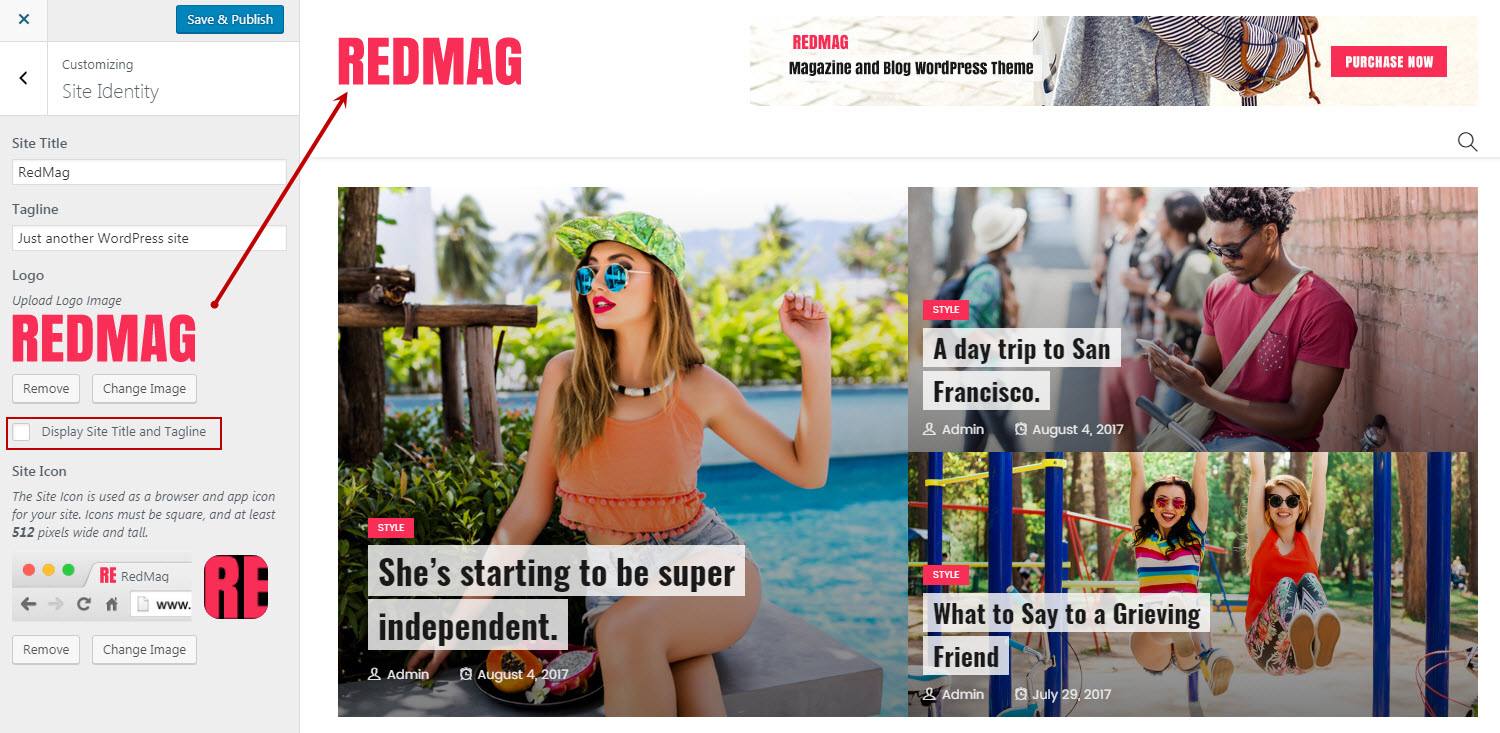 Save & Publish
Customizing
Site Identity
Site Title
RedMag
Tagline
Just another WordPress site
Logo
Upload Logo Image
REDMAG
Remove
Change Image
Display Site Title and Tagline
Site Icon
The Site Icon is used as a browser and app icon
for your site. Icons must be square, and at least
512 pixels wide and tall.
RE RedMag
www.
RE
Remove
Change Image
REDMAG
REDMAG
Magazine and Blog WordPress Theme
PURCHASE NOW
STYLE
She’s starting to be super
independent.
Admin August 4, 2017
STYLE
A day trip to San
Francisco.
Admin August 4, 2017
STYLE
What to Say to a Grieving
Friend
Admin July 29, 2017